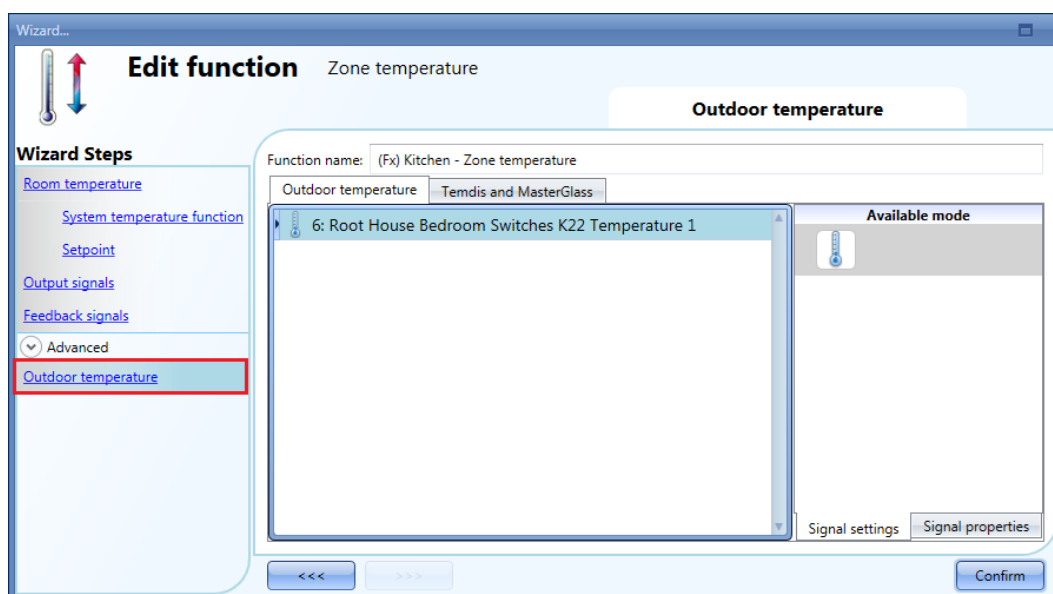 Wizard...
Edit function Zone temperature
Outdoor temperature
Wizard Steps
Room temperature
System temperature function
Setpoint
Output signals
Feedback signals
Advanced
Outdoor temperature
Function name: (Fx) Kitchen - Zone temperature
Outdoor temperature Temdis and MasterGlass
6: Root House Bedroom Switches K22 Temperature 1
Available mode
Signal settings Signal properties
<<< >>> Confirm